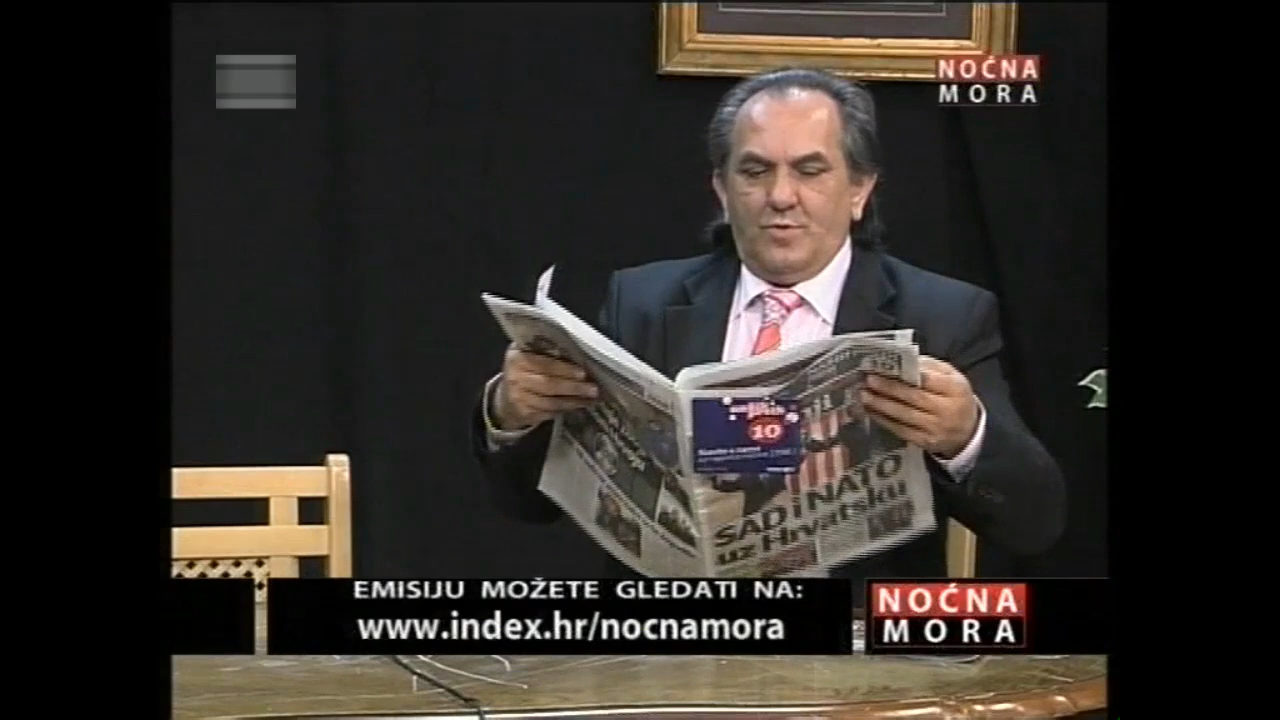 NOĆNA
MORA
10
SAD i NATO
uz Hrvatsku
EMISIJU MOŽETE GLEDATI NA:
www.index.hr/nocnamora
NOĆNA
MORA